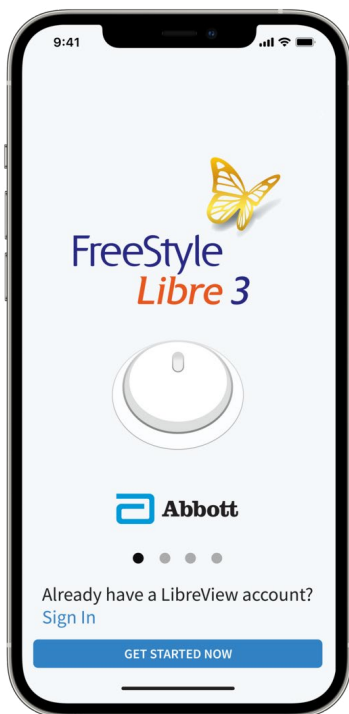 9:41
FreeStyle
Libre 3
Abbott
Already have a LibreView account?
Sign In
GET STARTED NOW